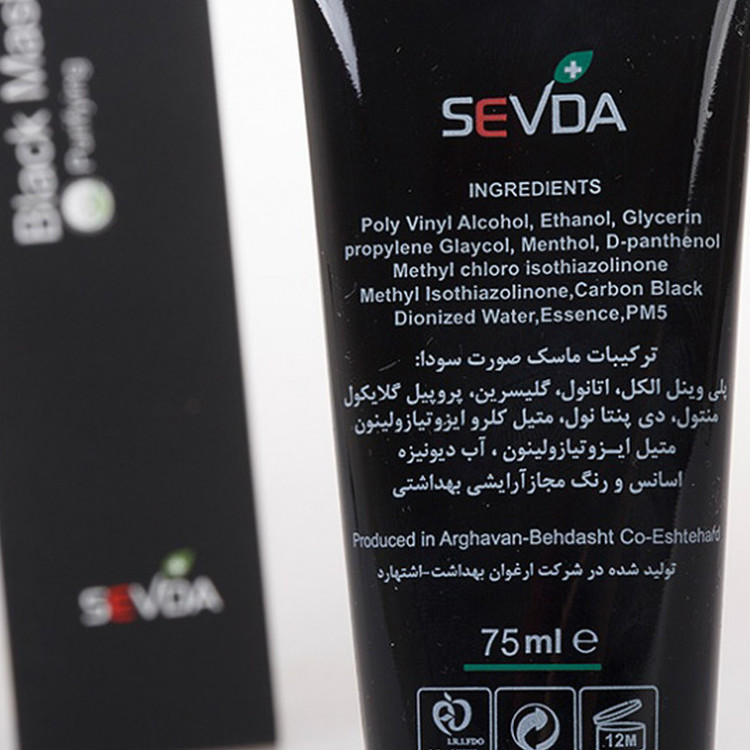 Black Mas
Purifying
SEVDA
SEVDA
INGREDIENTS
Poly Vinyl Alcohol, Ethanol, Glycerin
propylene Glaycol, Menthol, D-panthenol
Methyl chloro isothiazolinone
Methyl Isothiazolinone,Carbon Black
Dionized Water,Essence,PM5
ترکیبات ماسک صورت سودا:
پلی وینل الکل، اتانول، گلیسرین، پروپیل گلایکول
منتول، دی پنتا نول، متیل کلرو ایزوتیازولینون
متیل ایــزوتیازولینون ، آب دیونیزه
اسانس و رنگ مجازآرایشی بهداشتی
Produced in Arghavan-Behdasht Co-Eshtehard
تولید شده در شرکت ارغوان بهداشت-اشتهارد
75ml e
I.R.I.FDO
12M